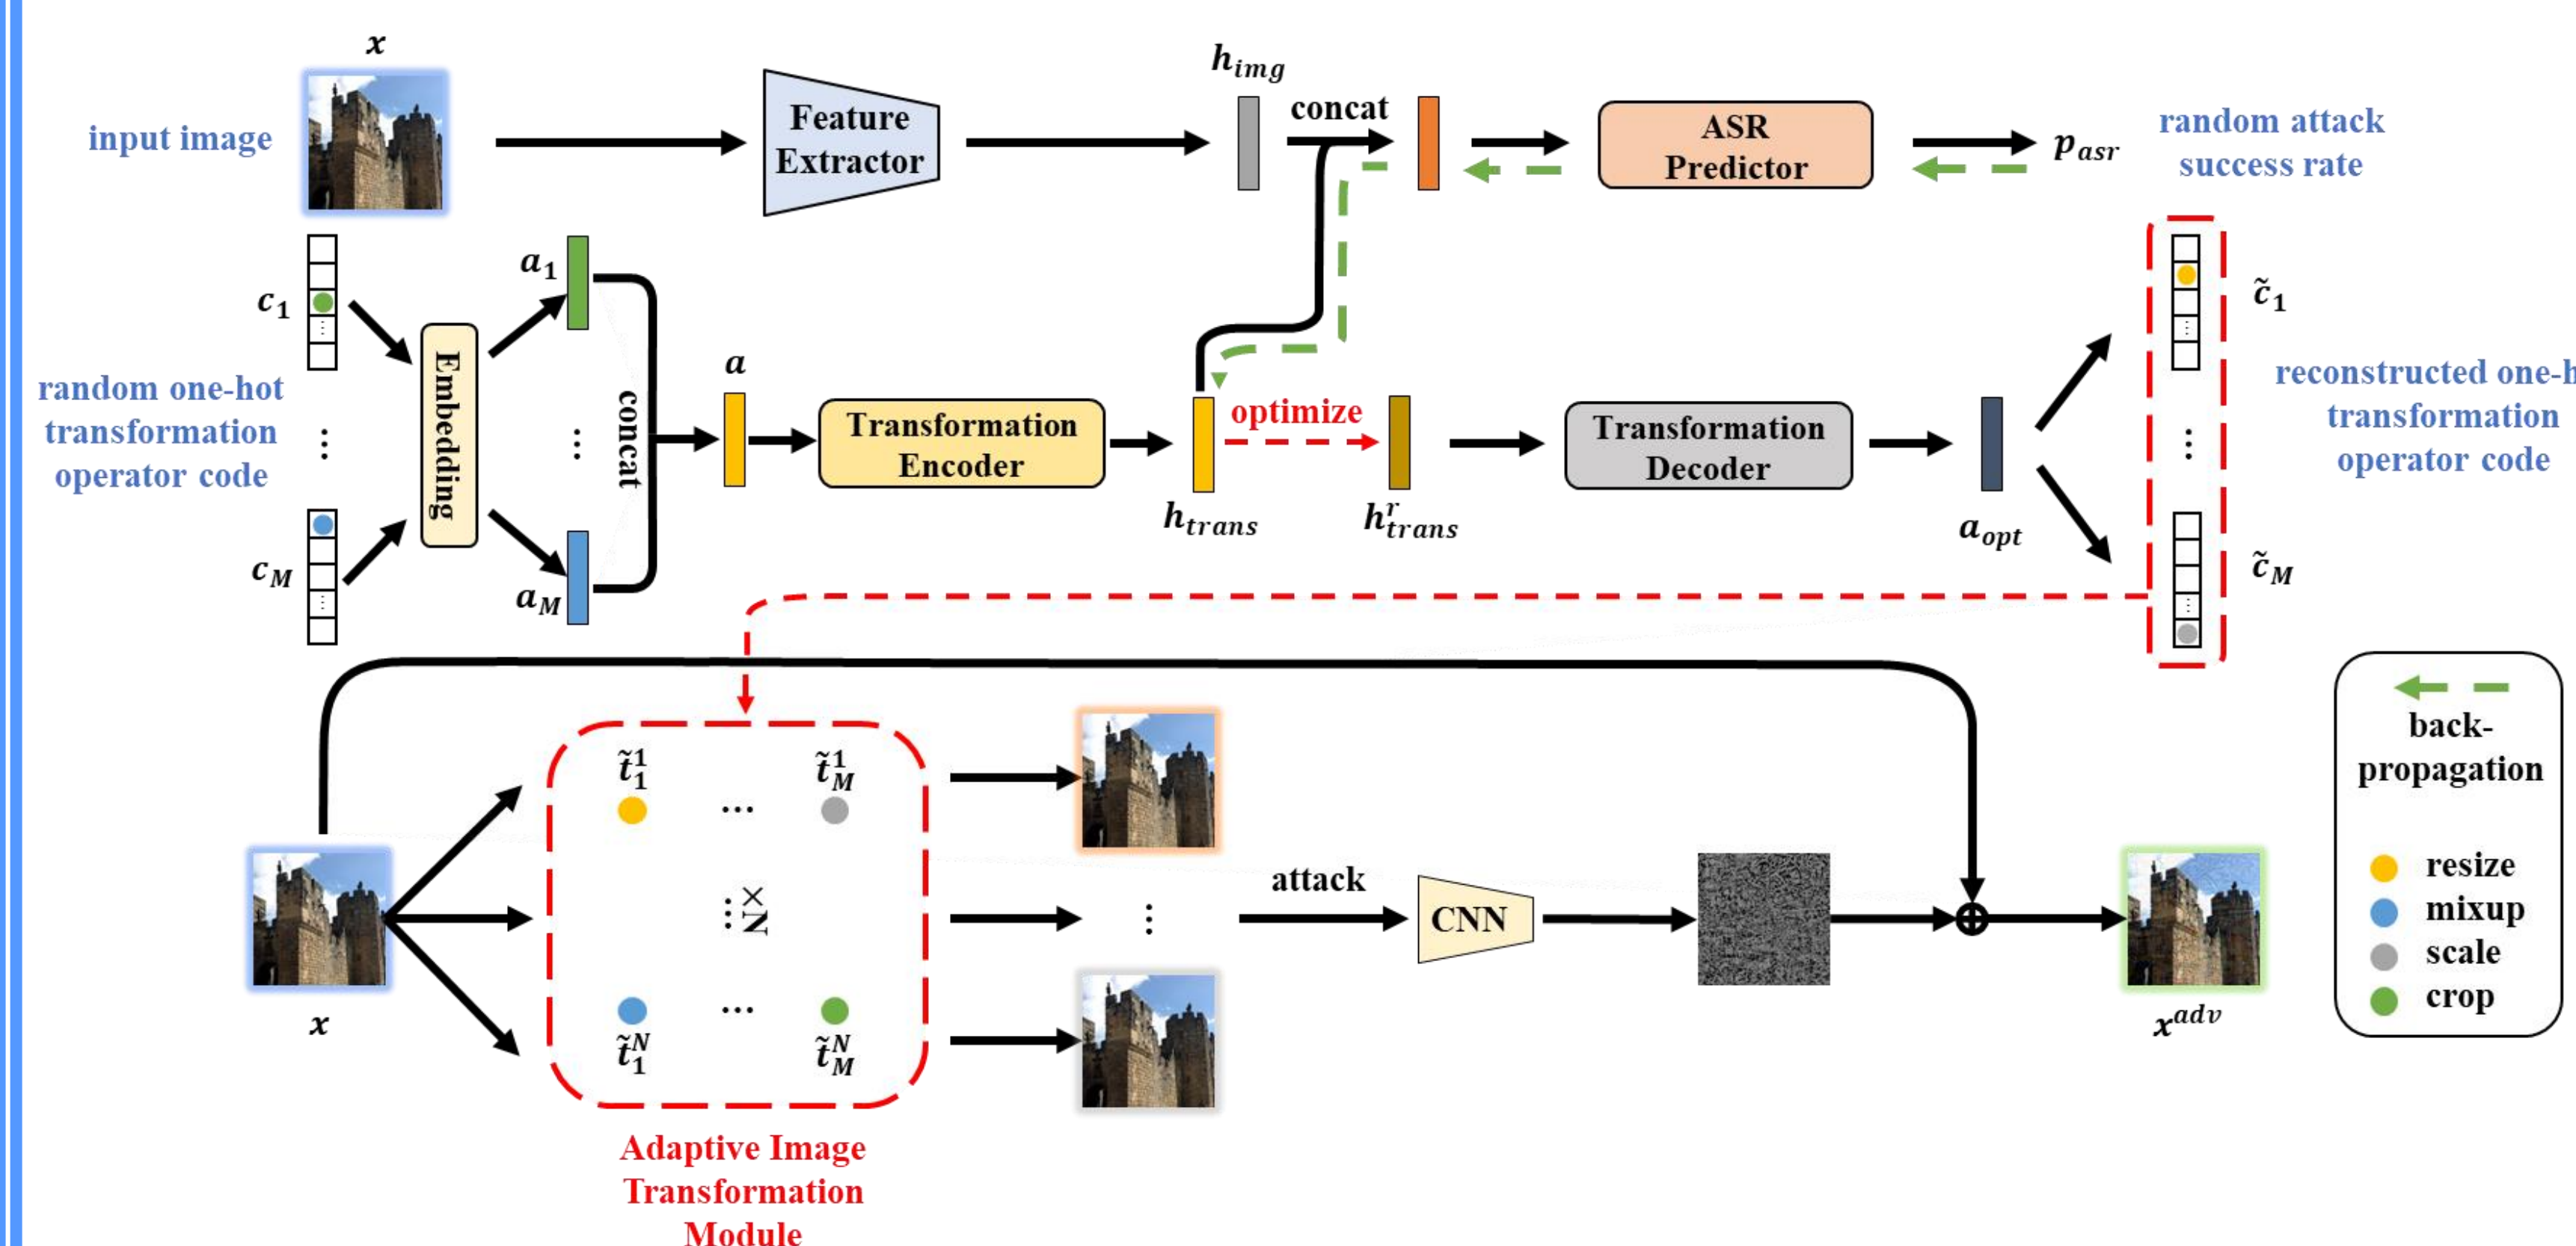 x
input image
Feature
Extractor
h_img
concat
ASR
Predictor
p_asr
random attack
success rate
c_1
...
random one-hot
transformation
operator code
...
c_M
...
Embedding
a_1
...
a_M
concat
a
Transformation
Encoder
h_trans
optimize
h^r_trans
Transformation
Decoder
a_opt
...
c̃_1
reconstructed one-h
transformation
operator code
...
...
c̃_M
x
t̃^1_1
...
t̃^1_M
... ×N
...
t̃^N_1
t̃^N_M
Adaptive Image
Transformation
Module
...
attack
CNN
x^adv
back-
propagation
resize
mixup
scale
crop